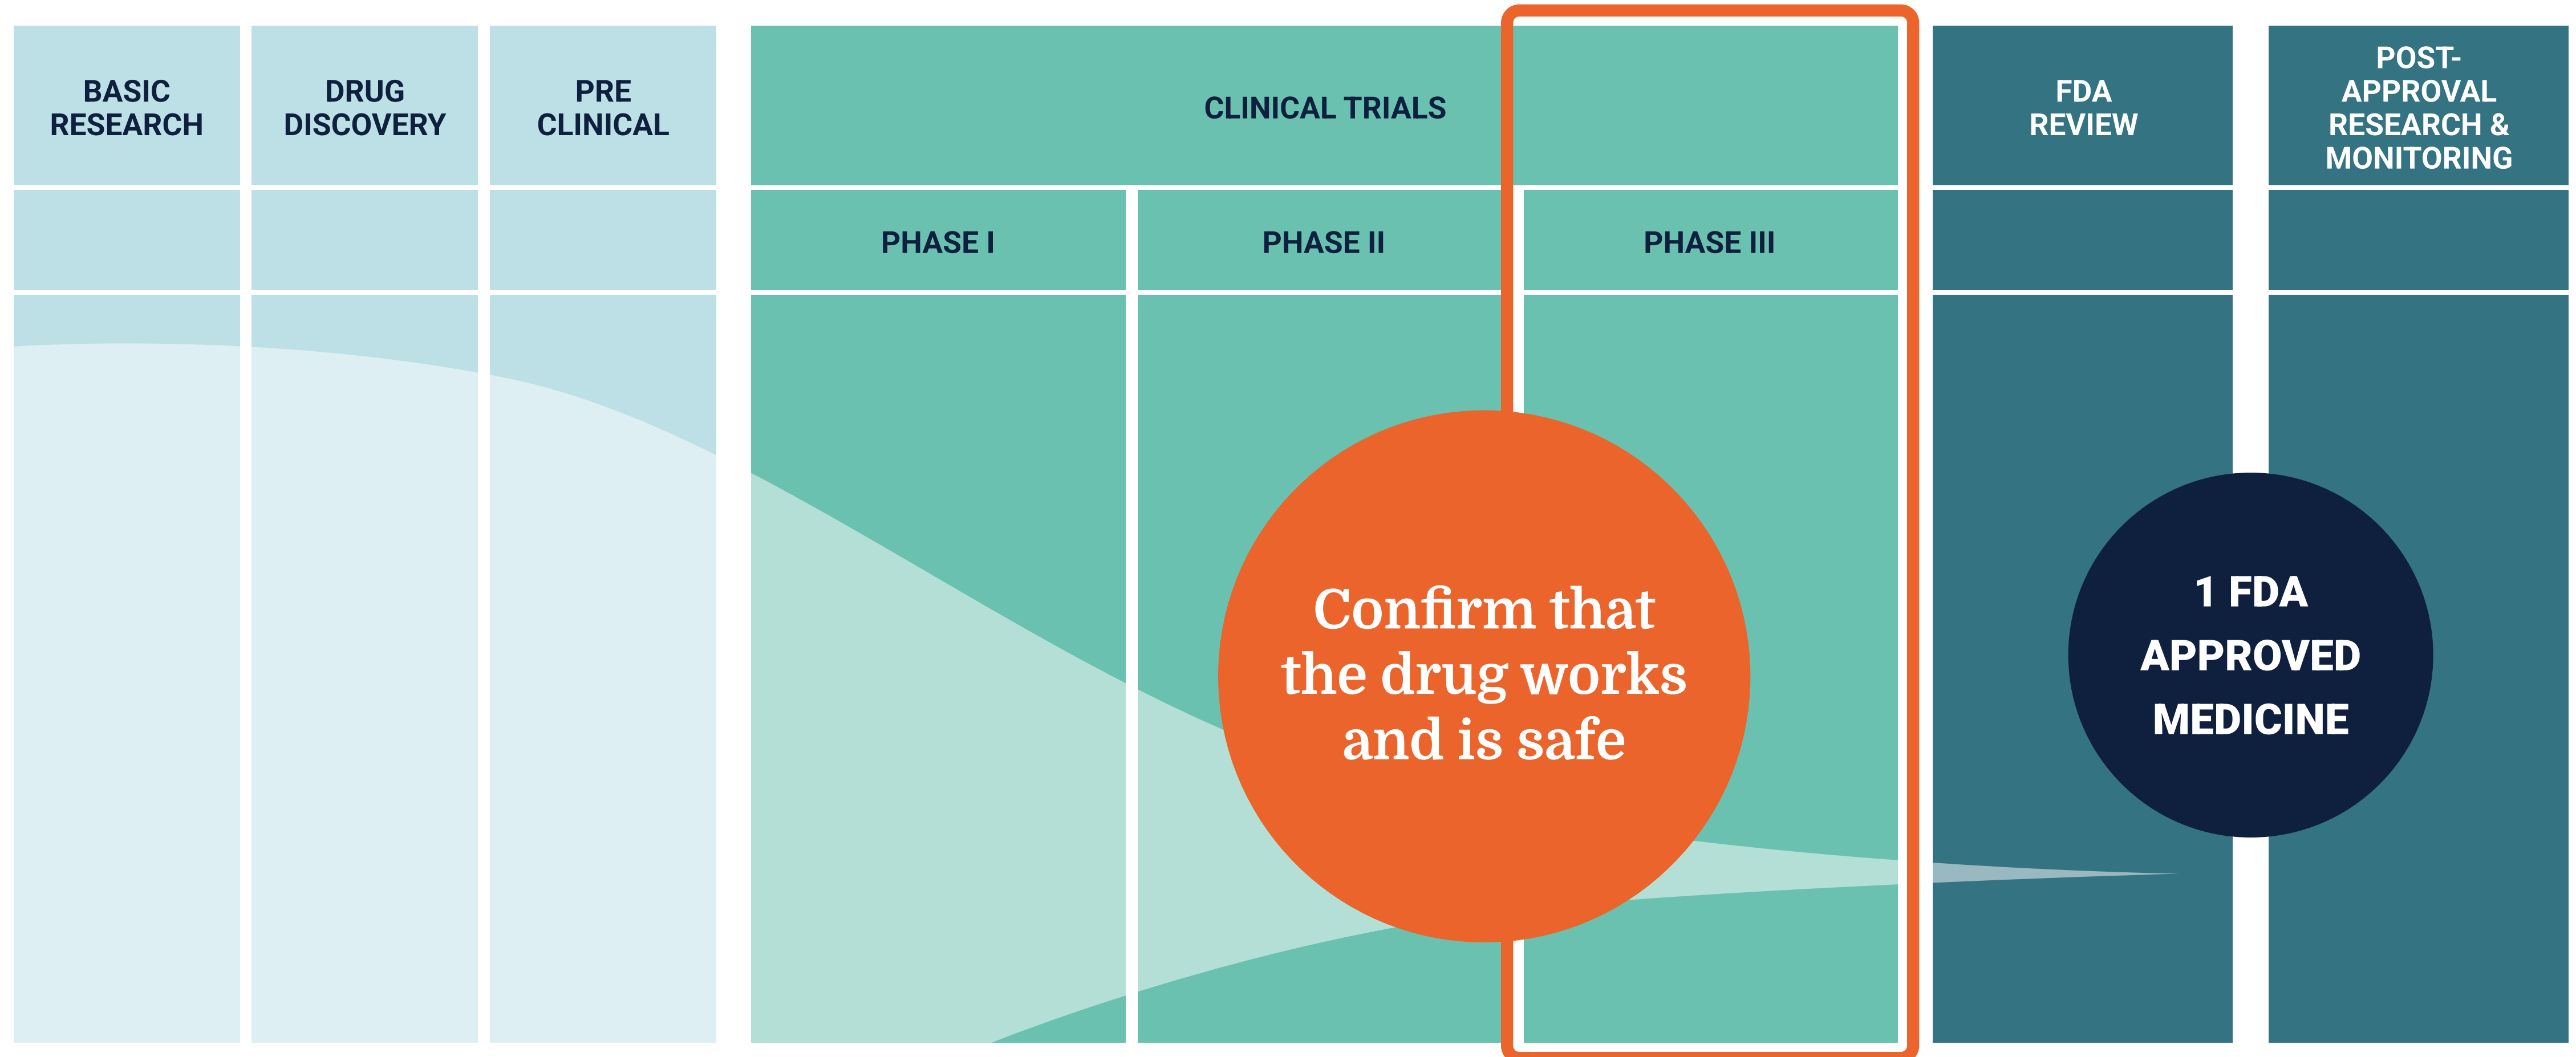 BASIC
RESEARCH
DRUG
DISCOVERY
PRE
CLINICAL
CLINICAL TRIALS
FDA
REVIEW
POST-
APPROVAL
RESEARCH &
MONITORING
PHASE I
PHASE II
PHASE III
Confirm that
the drug works
and is safe
1 FDA
APPROVED
MEDICINE